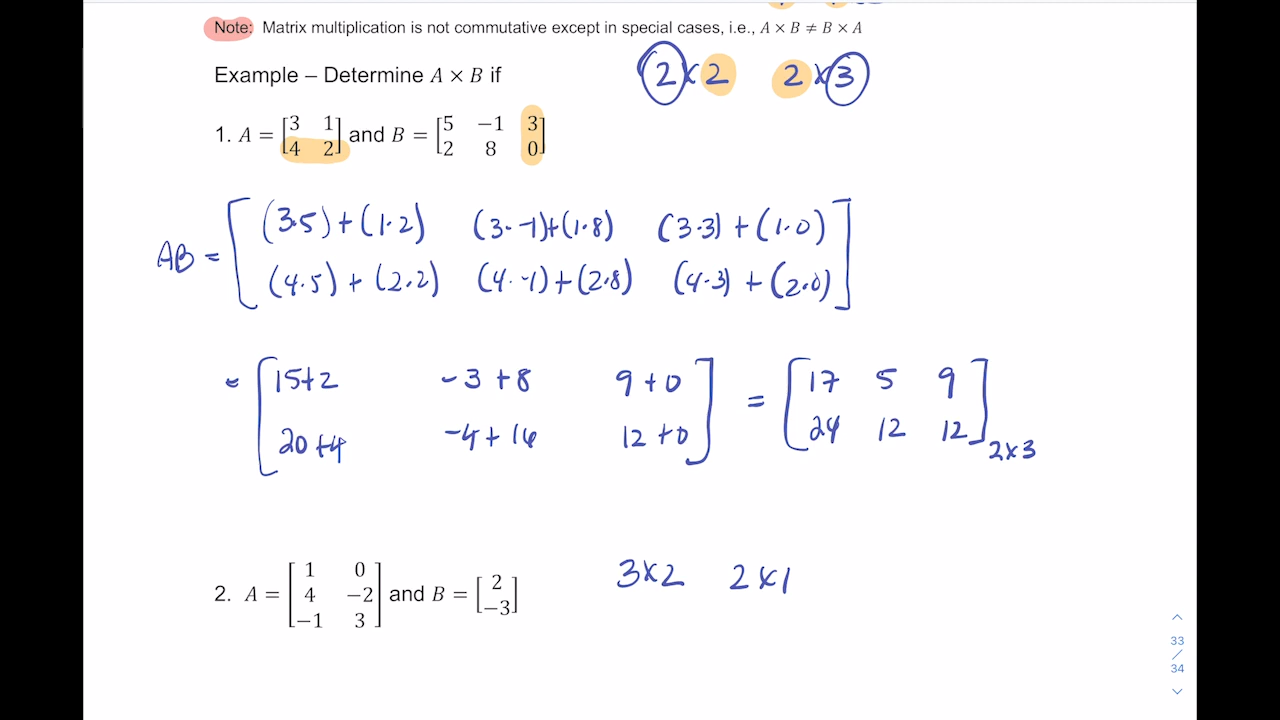 Note: Matrix multiplication is not commutative except in special cases, i.e., A × B ≠ B × A
Example – Determine A × B if
2 × 2 2 × 3
1. A = [3 1 4 2] and B = [5 −1 3 2 8 0]
AB = [(3·5) + (1·2) (3·-1)+(1·8) (3·3) + (1·0)
(4·5) + (2·2) (4·-1)+(2·8) (4·3) + (2·0)]
= [15+2 -3+8 9+0] = [17 5 9
20+4 -4+16 12+0] 24 12 12] 2x3
2. A = [1 0 4 −2 −1 3] and B = [2 −3]
3x2 2x1
33
/
34